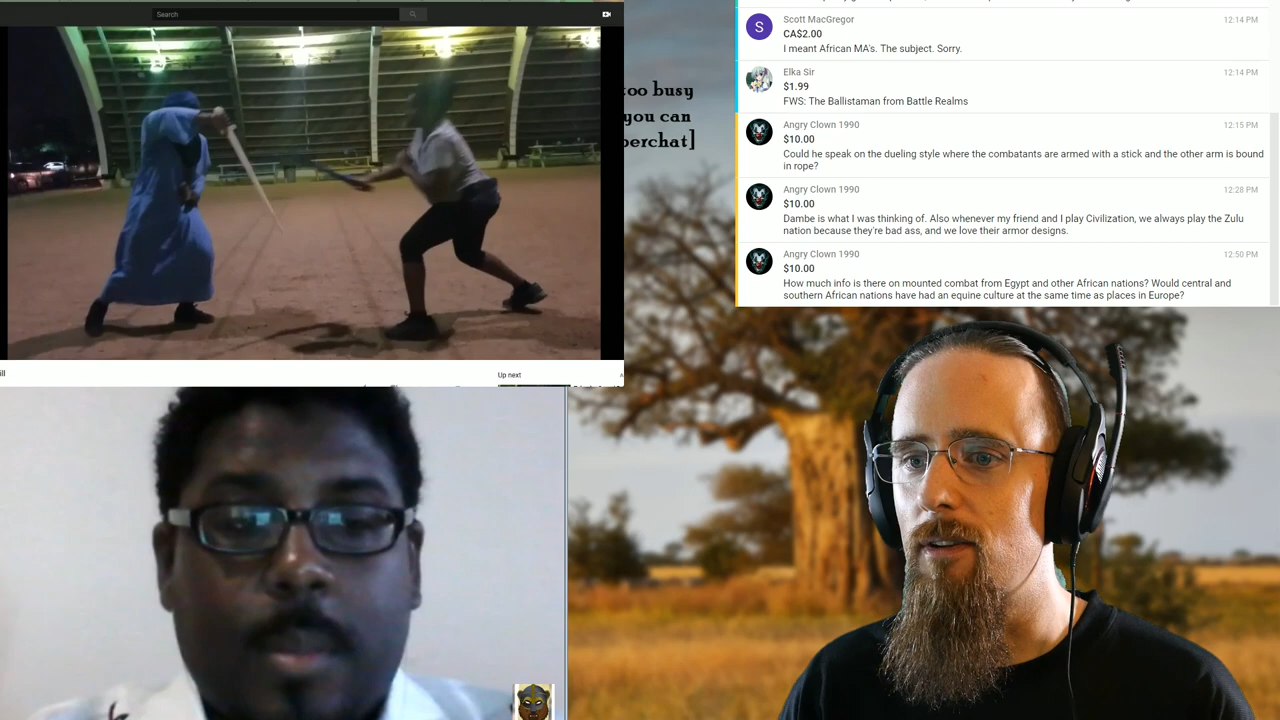 Search
ill
Up next
too busy
you can
perchat]
Scott MacGregor
12:14 PM
CA$2.00
I meant African MA's. The subject. Sorry.
Elka Sir
12:14 PM
$1.99
FWS: The Ballistaman from Battle Realms
Angry Clown 1990
12:15 PM
$10.00
Could he speak on the dueling style where the combatants are armed with a stick and the other arm is bound
in rope?
Angry Clown 1990
12:28 PM
$10.00
Dambe is what I was thinking of. Also whenever my friend and I play Civilization, we always play the Zulu
nation because they're bad ass, and we love their armor designs.
Angry Clown 1990
12:50 PM
$10.00
How much info is there on mounted combat from Egypt and other African nations? Would central and
southern African nations have had an equine culture at the same time as places in Europe?
S